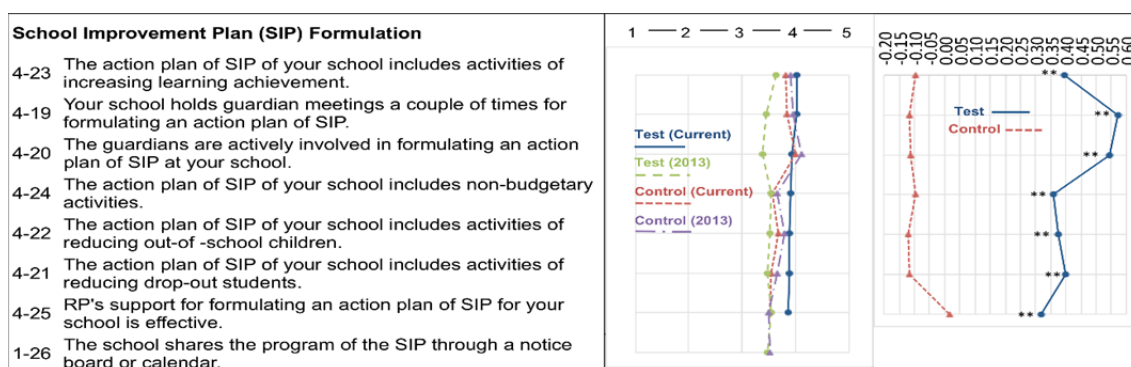 School Improvement Plan (SIP) Formulation
4-23 The action plan of SIP of your school includes activities of
increasing learning achievement.
4-19 Your school holds guardian meetings a couple of times for
formulating an action plan of SIP.
4-20 The guardians are actively involved in formulating an action
plan of SIP at your school.
4-24 The action plan of SIP of your school includes non-budgetary
activities.
4-22 The action plan of SIP of your school includes activities of
reducing out-of -school children.
4-21 The action plan of SIP of your school includes activities of
reducing drop-out students.
4-25 RP's support for formulating an action plan of SIP for your
school is effective.
1-26 The school shares the program of the SIP through a notice
board or calendar.
1 2 3 4 5
Test (Current)
Test (2013)
Control (Current)
Control (2013)
-0.20 -0.15 -0.10 -0.05 0.00 0.05 0.10 0.15 0.20 0.25 0.30 0.35 0.40 0.45 0.50 0.55 0.60
Test
Control
**
**
**
**
**
**
**